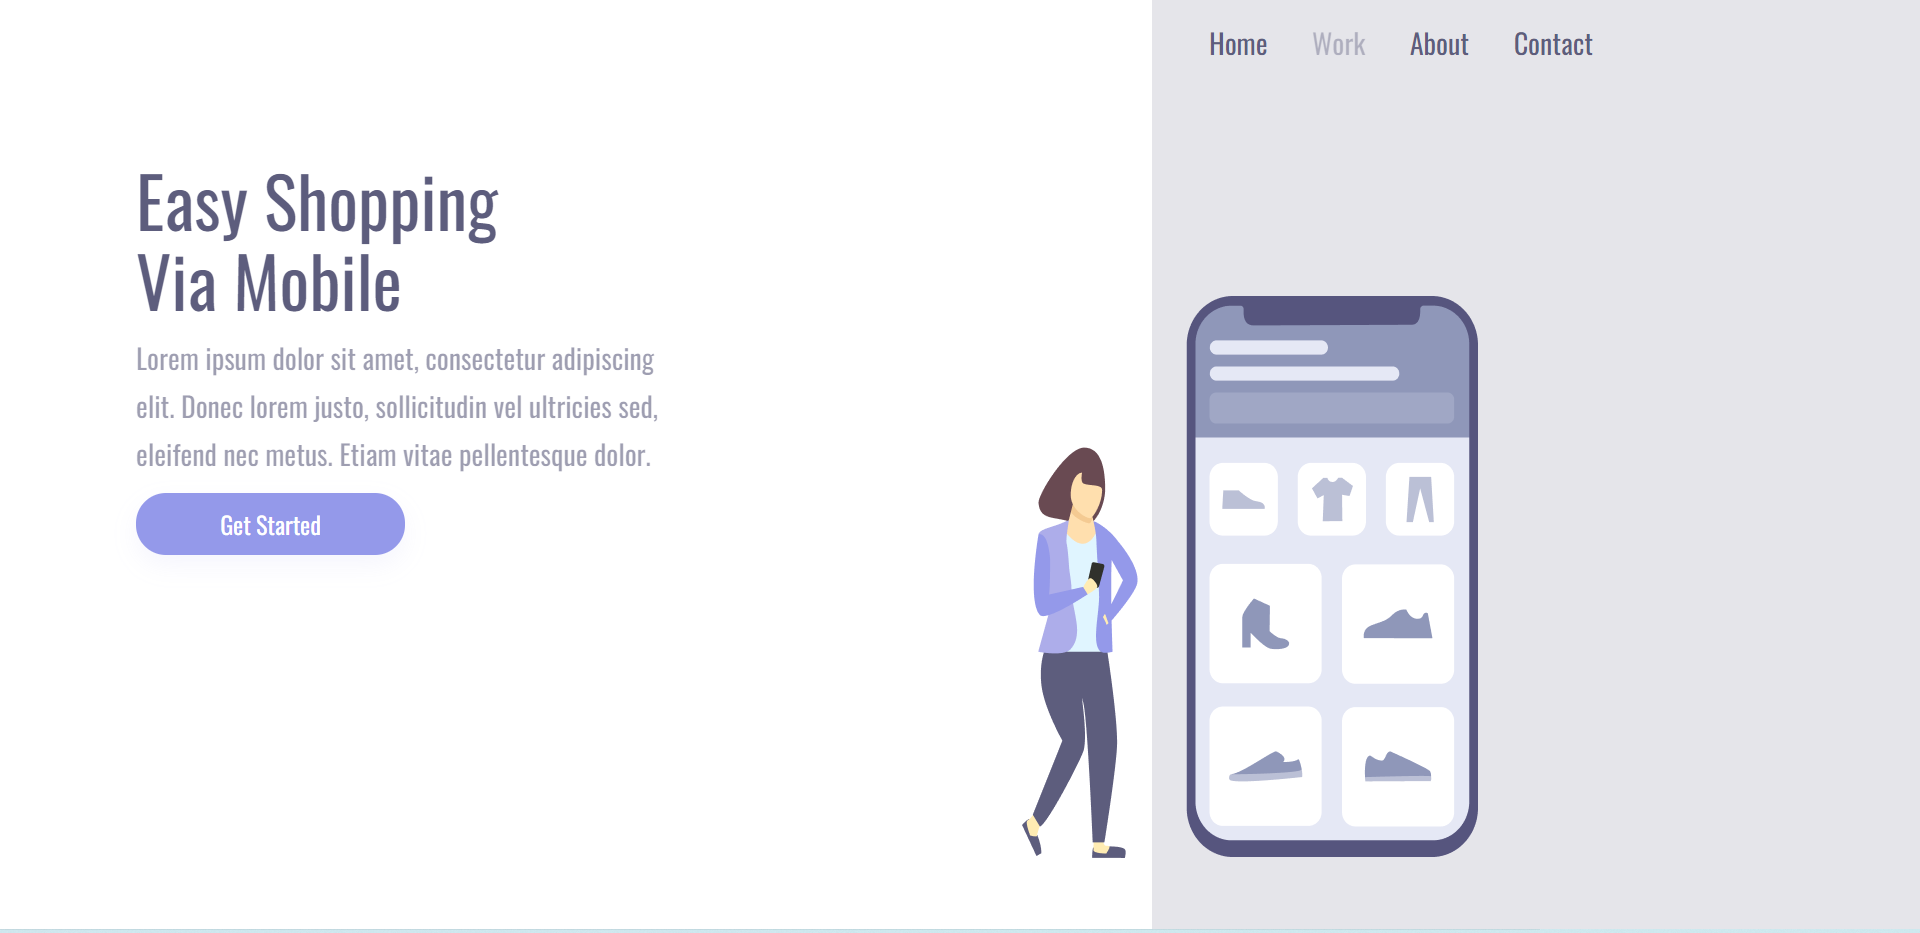 Home Work About Contact
Easy Shopping
Via Mobile
Lorem ipsum dolor sit amet, consectetur adipiscing
elit. Donec lorem justo, sollicitudin vel ultricies sed,
eleifend nec metus. Etiam vitae pellentesque dolor.
Get Started